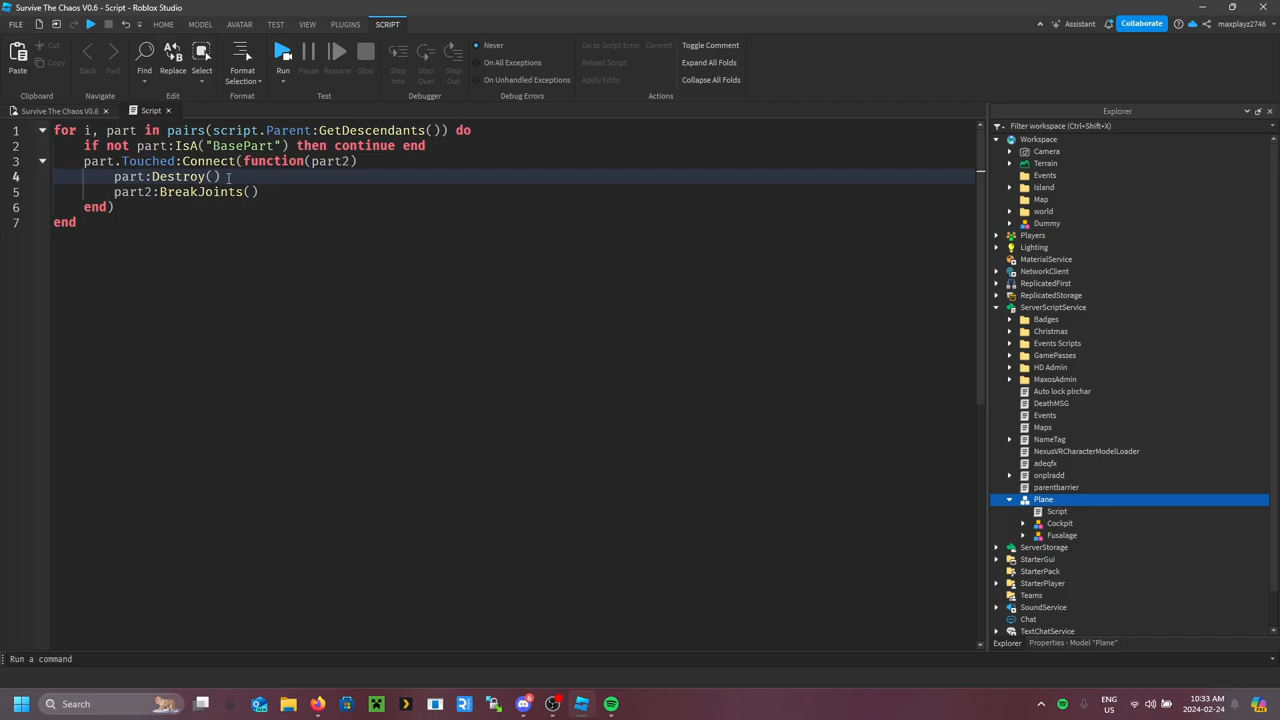 Survive The Chaos V0.6 - Roblox Studio
FILE HOME MODEL AVATAR TEST VIEW PLUGINS SCRIPT Assistant Collaborate maxplayz2746
Paste Cut Copy Back Fwd Find Replace Select Format Selection Run Pause Resume Stop Step Into Step Over Step Out
Never On All Exceptions On Unhandled Exceptions
Go to Script Error Commit Reload Script Apply Edits
Toggle Comment Expand All Folds Collapse All Folds
Clipboard Navigate Edit Format Test Debugger Debug Errors Actions
Survive The Chaos V0.6 Script
1 for i, part in pairs(script.Parent:GetDescendants()) do
2 if not part:IsA("BasePart") then continue end
3 part.Touched:Connect(function(part2)
4 part:Destroy()
5 part2:BreakJoints()
6 end)
7 end
Explorer
Filter workspace (Ctrl+Shift+X)
Workspace
Camera
Terrain
Events
Island
Map
world
Dummy
Players
Lighting
MaterialService
NetworkClient
ReplicatedFirst
ReplicatedStorage
ServerScriptService
Badges
Christmas
Events Scripts
GamePasses
HD Admin
MaxosAdmin
Auto lock plrchar
DeathMSG
Events
Maps
NameTag
NexusVRCharacterModelLoader
adeqfx
onplradd
parentbarrier
Plane
Script
Cockpit
Fusalage
ServerStorage
StarterGui
StarterPack
StarterPlayer
Teams
SoundService
Chat
TextChatService
Explorer Properties - Model "Plane"
Run a command
Search
ENG
US
10:33 AM
2024-02-24